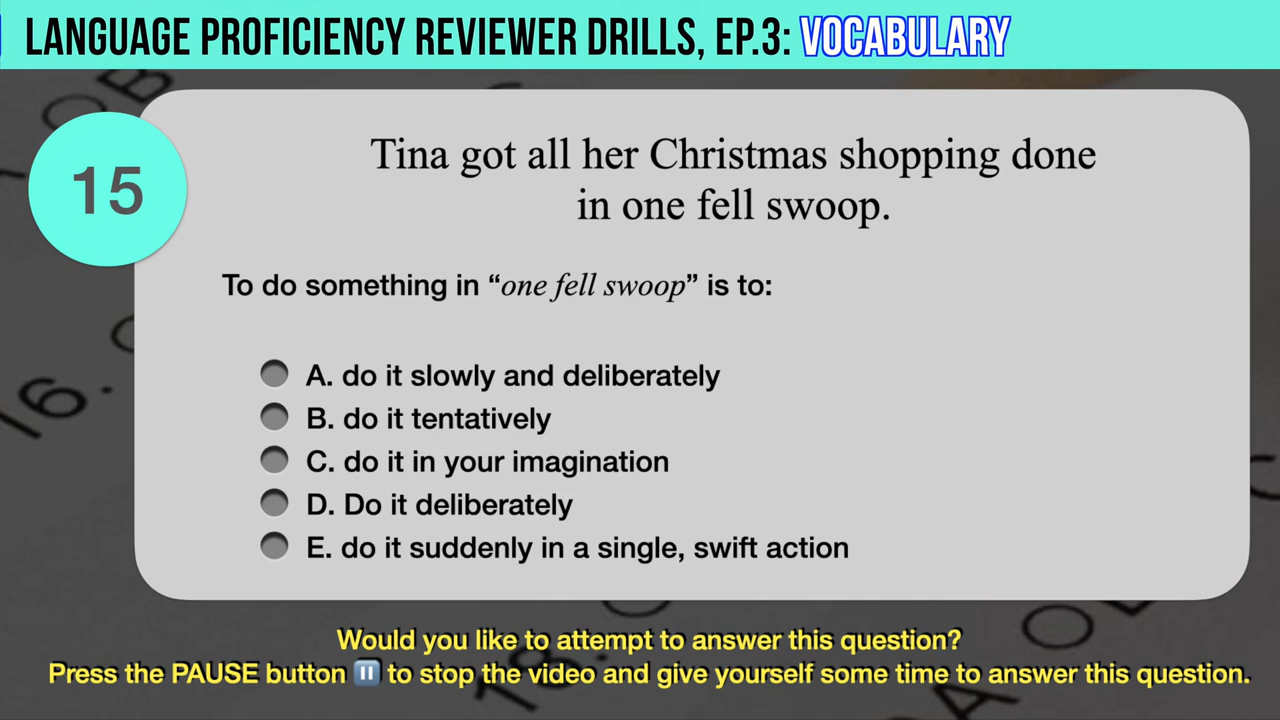 LANGUAGE PROFICIENCY REVIEWER DRILLS, EP.3: VOCABULARY
15
Tina got all her Christmas shopping done
in one fell swoop.
To do something in “one fell swoop” is to:
A. do it slowly and deliberately
B. do it tentatively
C. do it in your imagination
D. Do it deliberately
E. do it suddenly in a single, swift action
16.
18.
Would you like to attempt to answer this question?
Press the PAUSE button ⏸ to stop the video and give yourself some time to answer this question.